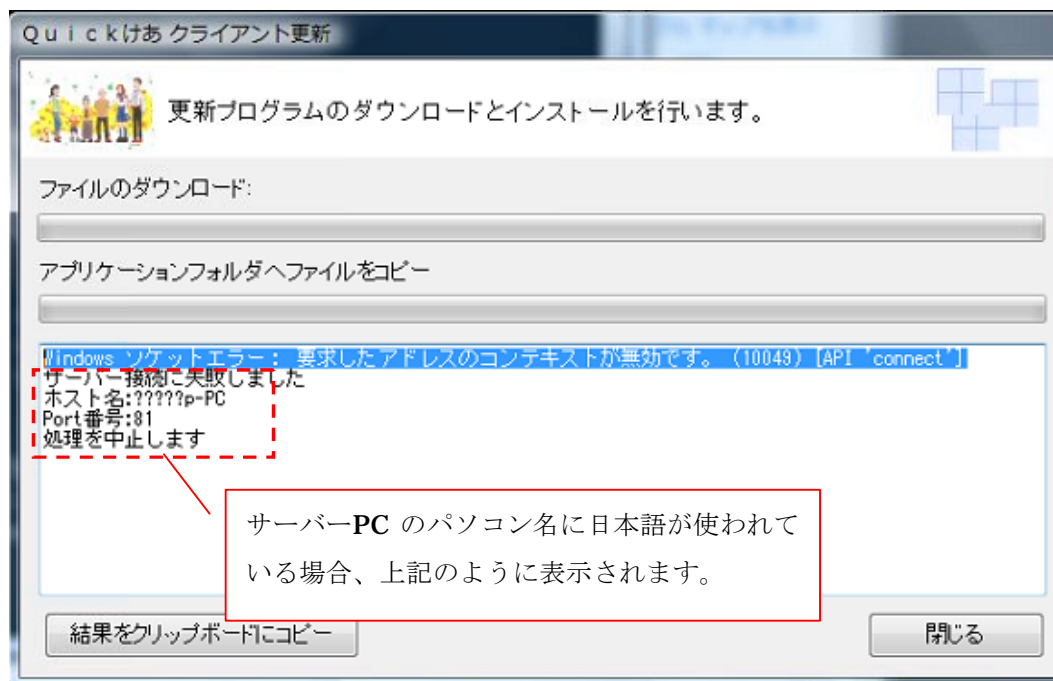 Ｑｕｉｃｋけあ クライアント更新
更新プログラムのダウンロードとインストールを行います。
ファイルのダウンロード:
アプリケーションフォルダへファイルをコピー
Windows ソケットエラー： 要求したアドレスのコンテキストが無効です。 (10049) [API 'connect']
サーバー接続に失敗しました
ホスト名:?????p-PC
Port番号:81
処理を中止します
サーバーPC のパソコン名に日本語が使われて
いる場合、上記のように表示されます。
結果をクリップボードにコピー
閉じる